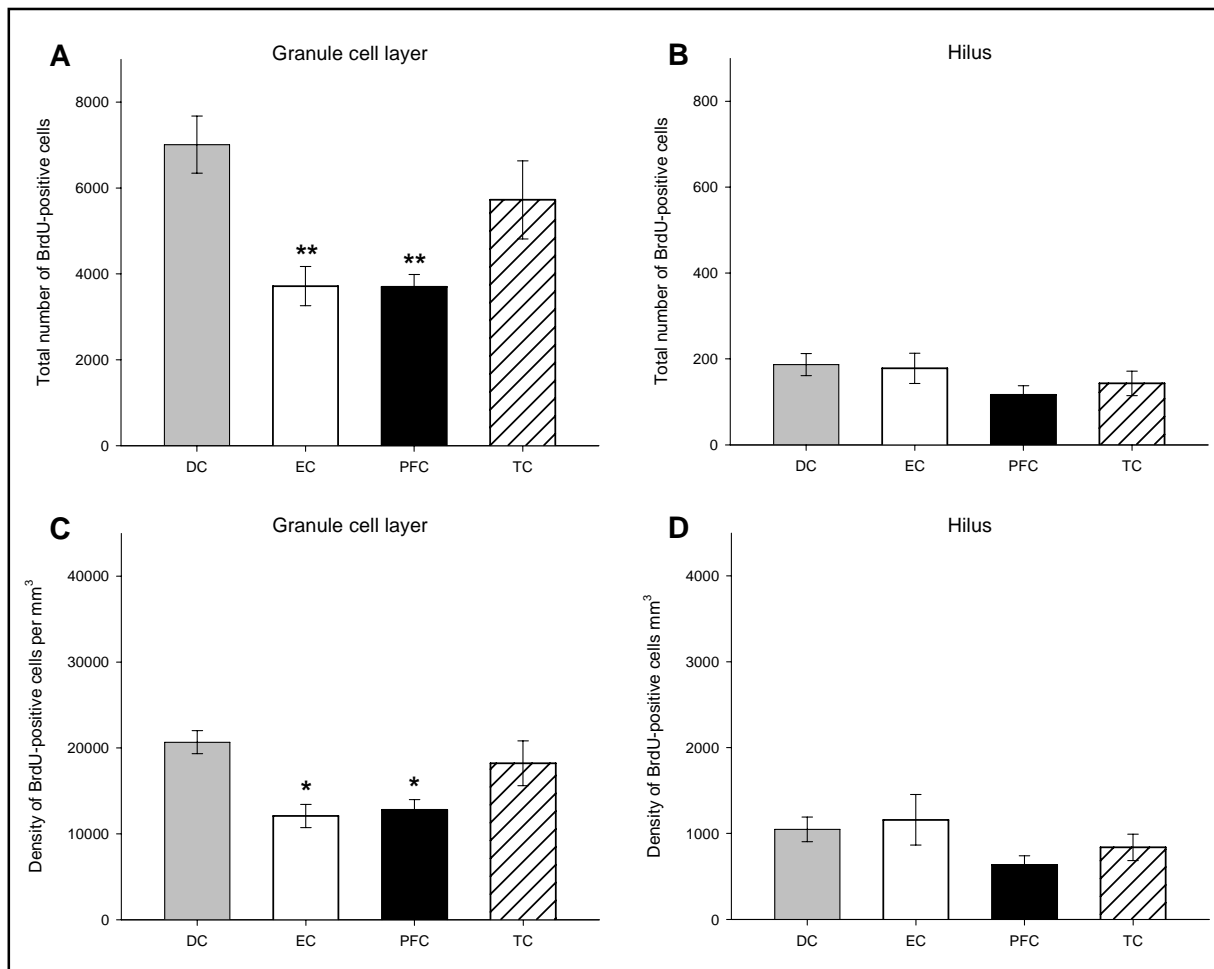 A
Granule cell layer
Total number of BrdU-positive cells
8000
6000
4000
2000
0
**
**
DC
EC
PFC
TC
B
Hilus
Total number of BrdU-positive cells
800
600
400
200
0
DC
EC
PFC
TC
C
Granule cell layer
Density of BrdU-positive cells per mm³
40000
30000
20000
10000
0
*
*
DC
EC
PFC
TC
D
Hilus
Density of BrdU-positive cells mm³
4000
3000
2000
1000
0
DC
EC
PFC
TC